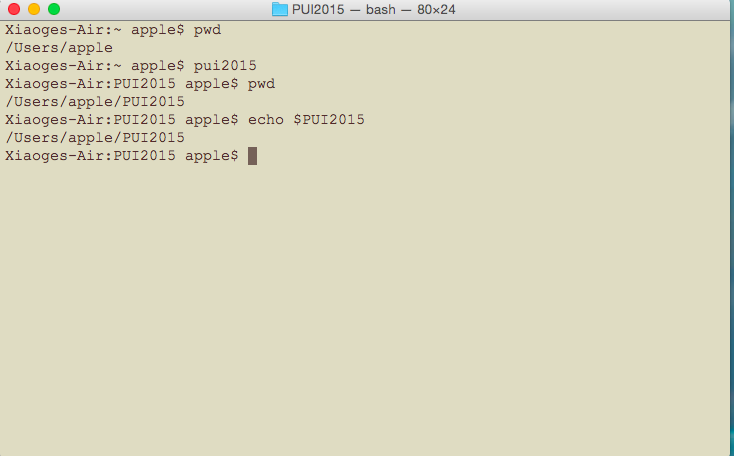 PUI2015 — bash — 80×24
Xiaoges-Air:~ apple$ pwd
/Users/apple
Xiaoges-Air:~ apple$ pui2015
Xiaoges-Air:PUI2015 apple$ pwd
/Users/apple/PUI2015
Xiaoges-Air:PUI2015 apple$ echo $PUI2015
/Users/apple/PUI2015
Xiaoges-Air:PUI2015 apple$